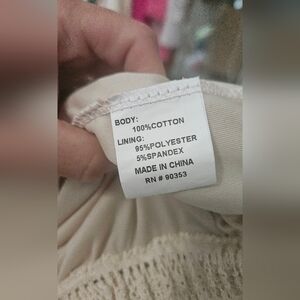 BODY:
100%COTTON
LINING:
95%POLYESTER
5%SPANDEX
MADE IN CHINA
RN # 90353